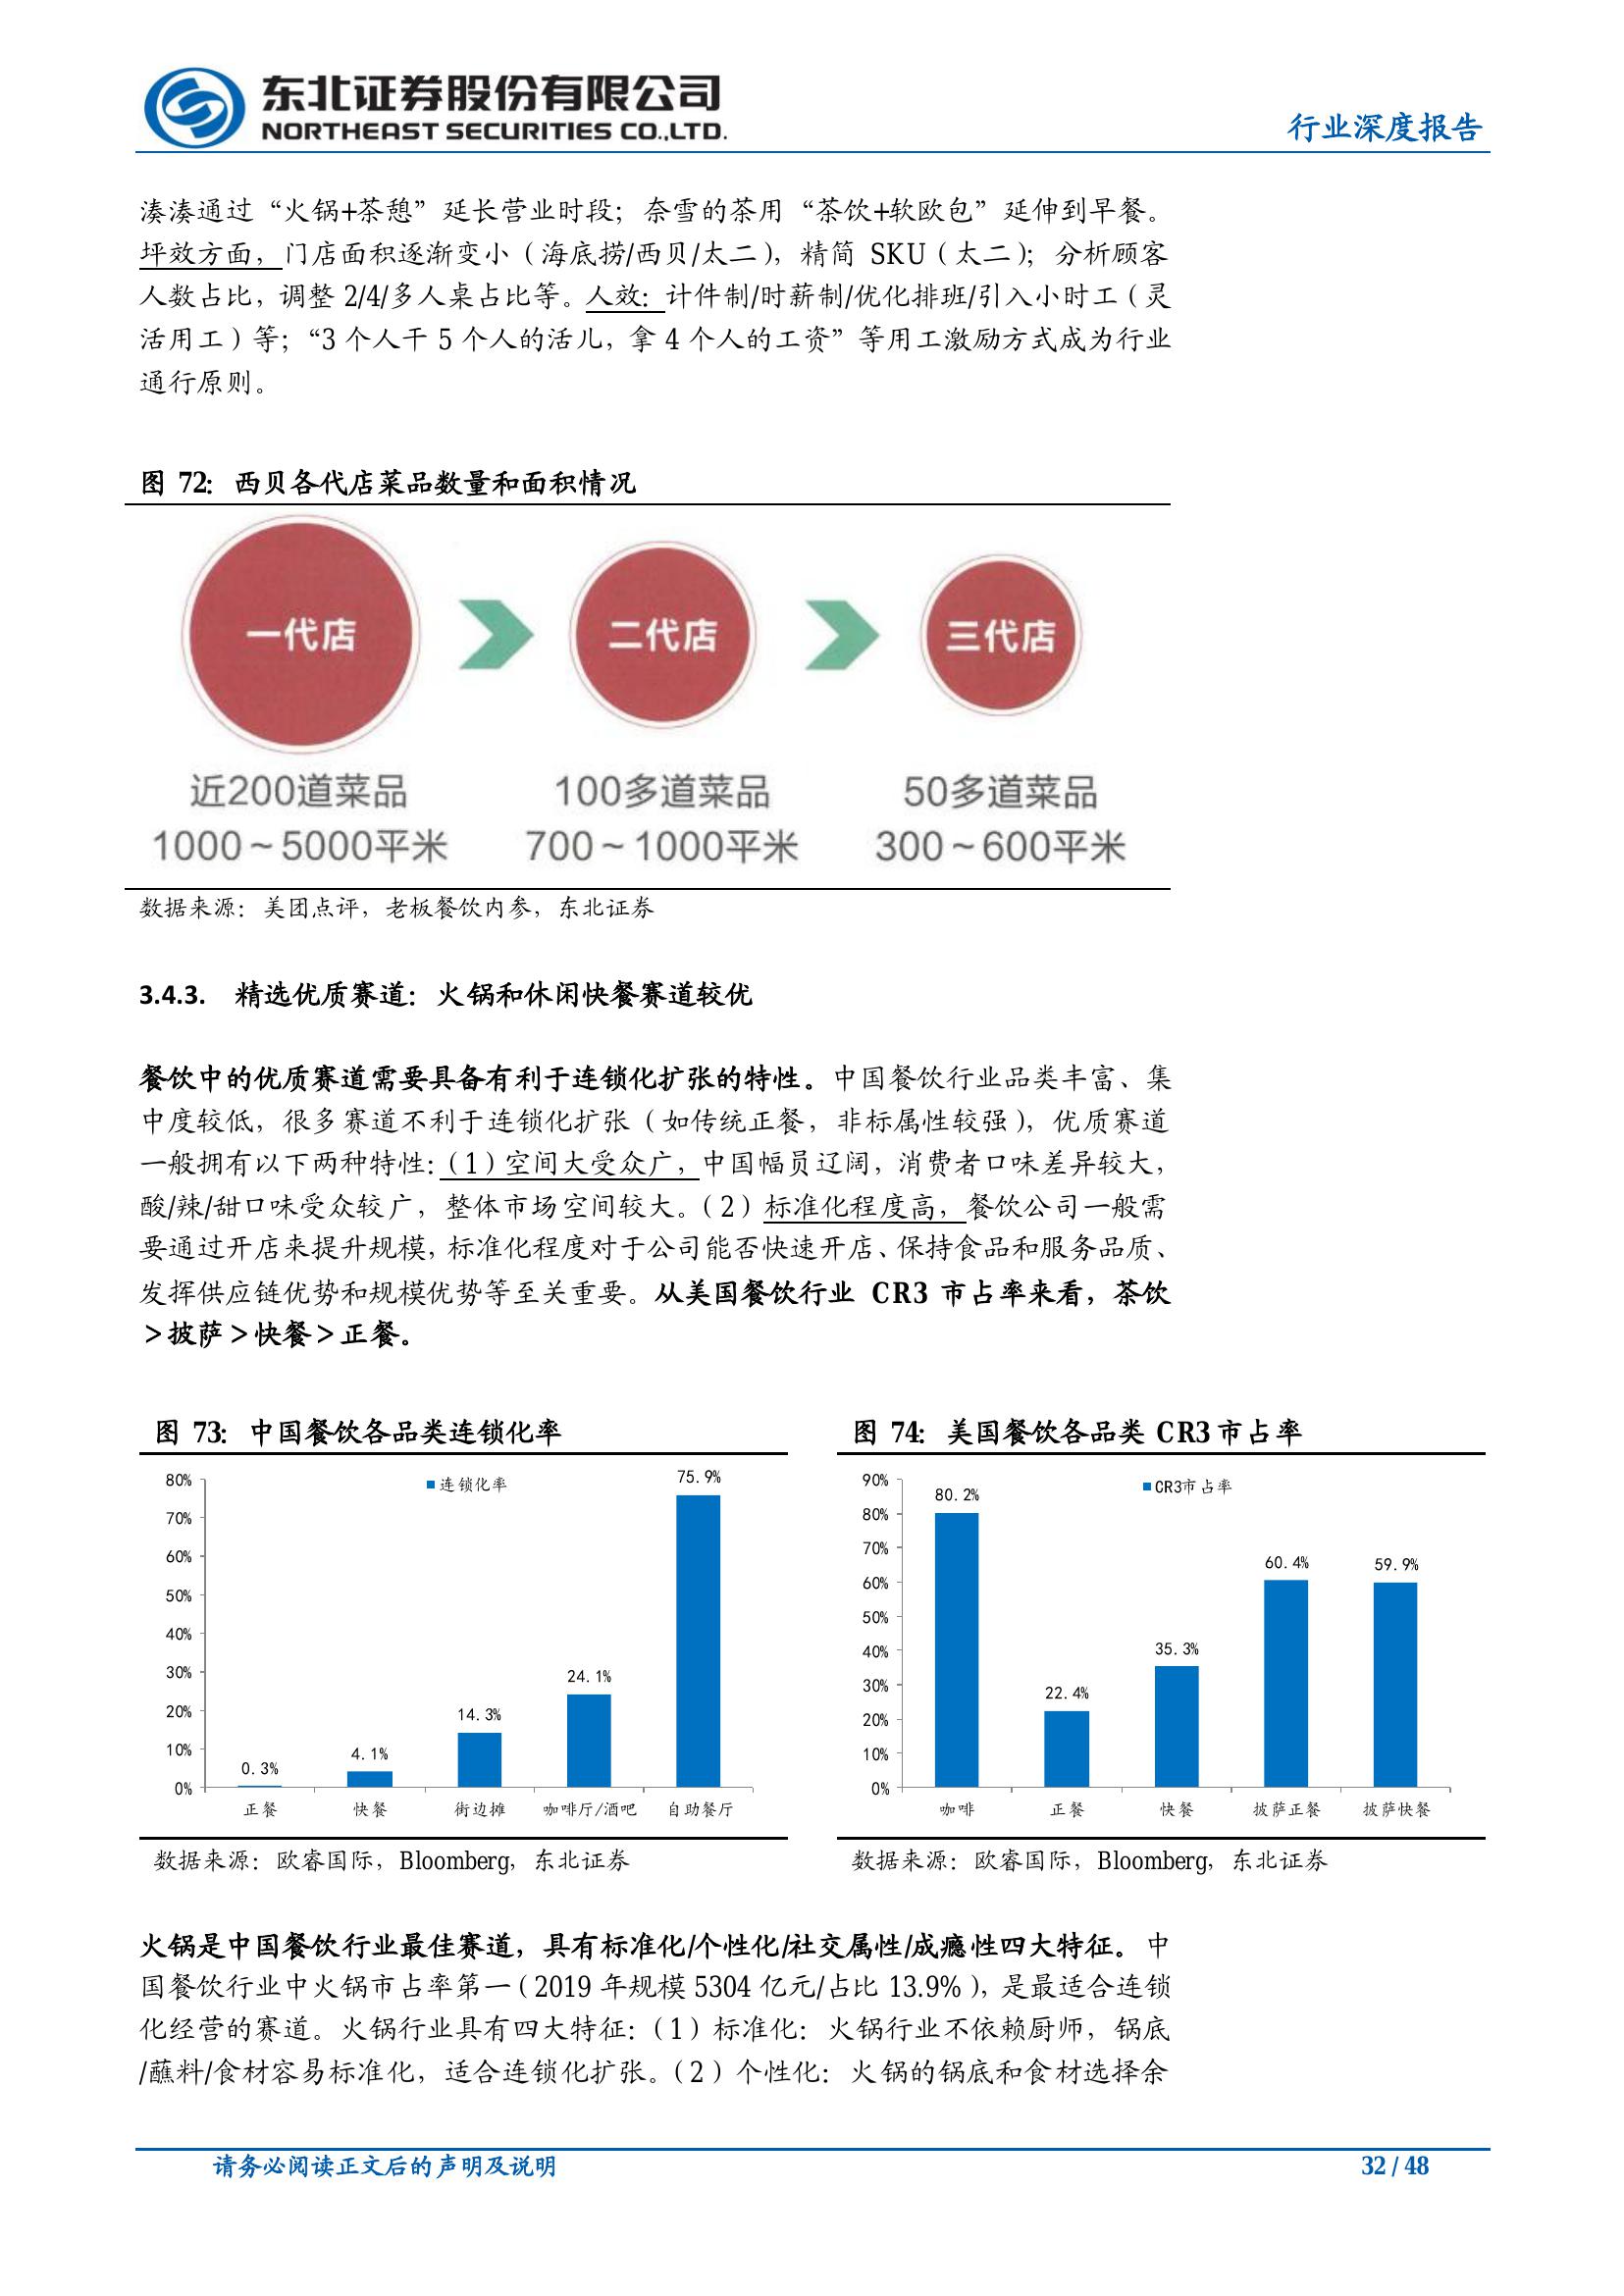 东北证券股份有限公司
NORTHEAST SECURITIES CO.,LTD.
行业深度报告
湊湊通过“火锅+茶憩”延长营业时段；奈雪的茶用“茶饮+软欧包”延伸到早餐。
坪效方面，门店面积逐渐变小（海底捞/西贝/太二），精简 SKU（太二）；分析顾客
人数占比，调整 2/4/多人桌占比等。人效：计件制/时薪制/优化排班/引入小时工（灵
活用工）等；“3 个人干 5 个人的活儿，拿 4 个人的工资”等用工激励方式成为行业
通行原则。
图 72：西贝各代店菜品数量和面积情况
一代店 二代店 三代店
近200道菜品 100多道菜品 50多道菜品
1000～5000平米 700～1000平米 300～600平米
数据来源：美团点评，老板餐饮内参，东北证券
3.4.3. 精选优质赛道：火锅和休闲快餐赛道较优
餐饮中的优质赛道需要具备有利于连锁化扩张的特性。中国餐饮行业品类丰富、集
中度较低，很多赛道不利于连锁化扩张（如传统正餐，非标属性较强），优质赛道
一般拥有以下两种特性：（1）空间大受众广，中国幅员辽阔，消费者口味差异较大，
酸/辣/甜口味受众较广，整体市场空间较大。（2）标准化程度高，餐饮公司一般需
要通过开店来提升规模，标准化程度对于公司能否快速开店、保持食品和服务品质、
发挥供应链优势和规模优势等至关重要。从美国餐饮行业 CR3 市占率来看，茶饮
＞披萨＞快餐＞正餐。
图 73：中国餐饮各品类连锁化率
连锁化率
80%
70%
60%
50%
40%
30%
20%
10%
0%
0.3% 4.1% 14.3% 24.1% 75.9%
正餐 快餐 街边摊 咖啡厅/酒吧 自助餐厅
数据来源：欧睿国际，Bloomberg，东北证券
图 74：美国餐饮各品类 CR3 市占率
CR3市占率
90%
80%
70%
60%
50%
40%
30%
20%
10%
0%
80.2% 22.4% 35.3% 60.4% 59.9%
咖啡 正餐 快餐 披萨正餐 披萨快餐
数据来源：欧睿国际，Bloomberg，东北证券
火锅是中国餐饮行业最佳赛道，具有标准化/个性化/社交属性/成瘾性四大特征。中
国餐饮行业中火锅市占率第一（2019 年规模 5304 亿元/占比 13.9%），是最适合连锁
化经营的赛道。火锅行业具有四大特征：（1）标准化：火锅行业不依赖厨师，锅底
/蘸料/食材容易标准化，适合连锁化扩张。（2）个性化：火锅的锅底和食材选择余
请务必阅读正文后的声明及说明
32 / 48